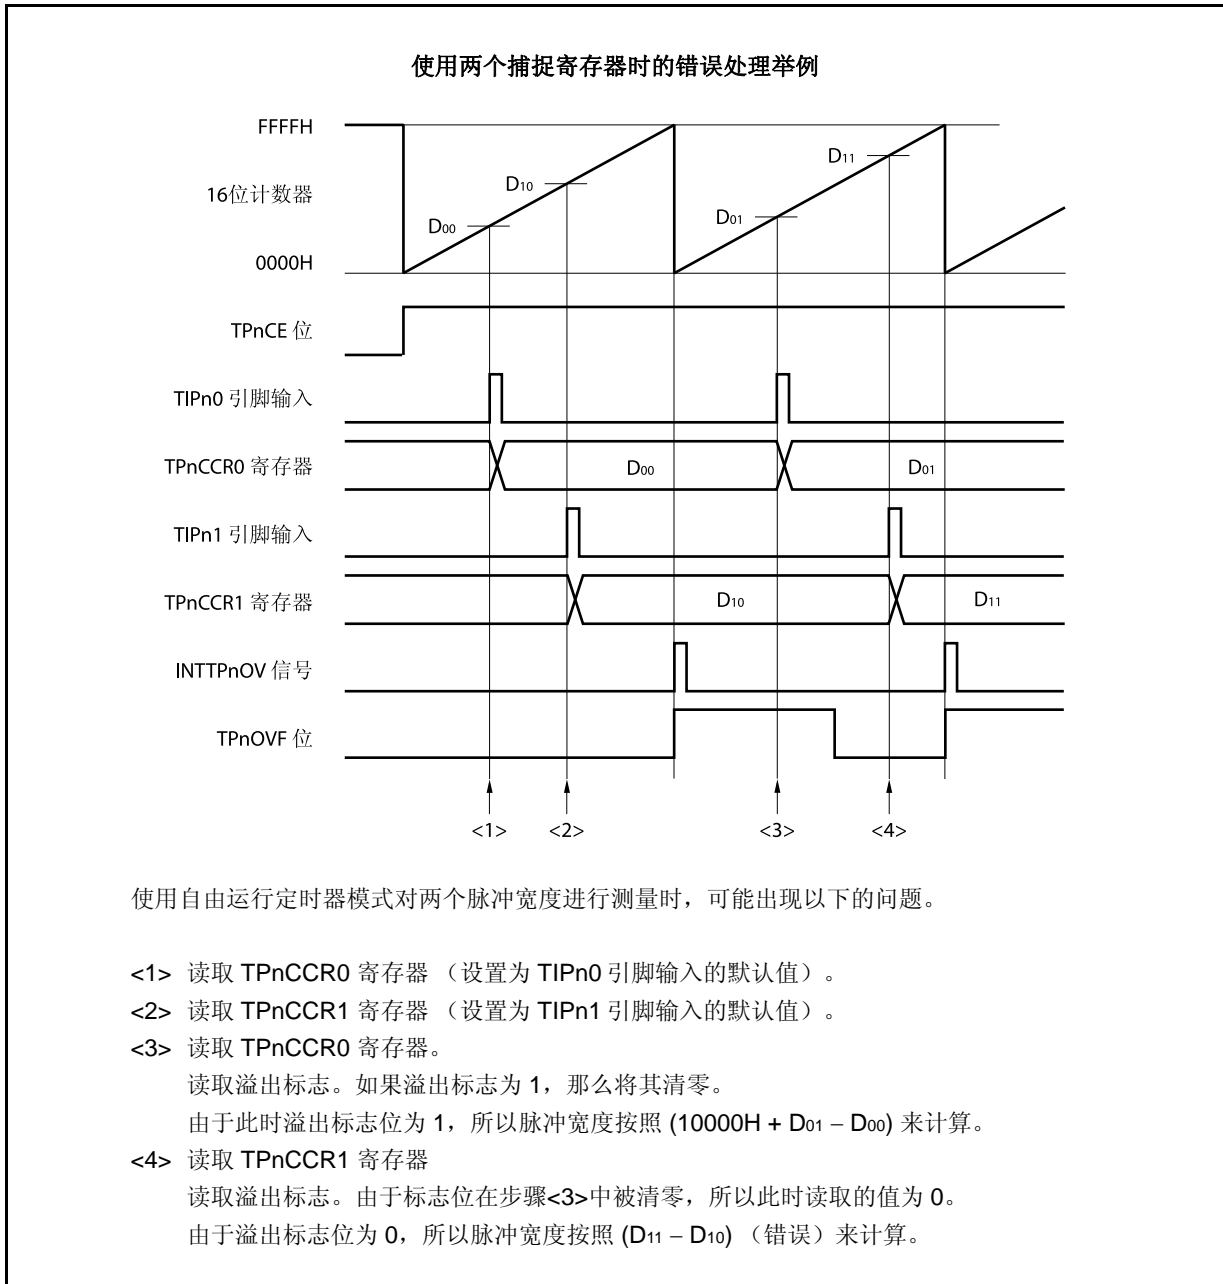 使用两个捕捉寄存器时的错误处理举例
FFFFH
16位计数器
0000H
D00
D10
D01
D11
TPnCE 位
TIPn0 引脚输入
TPnCCR0 寄存器
D00
D01
TIPn1 引脚输入
TPnCCR1 寄存器
D10
D11
INTTPnOV 信号
TPnOVF 位
<1>
<2>
<3>
<4>
使用自由运行定时器模式对两个脉冲宽度进行测量时，可能出现以下的问题。
<1> 读取 TPnCCR0 寄存器 （设置为 TIPn0 引脚输入的默认值）。
<2> 读取 TPnCCR1 寄存器 （设置为 TIPn1 引脚输入的默认值）。
<3> 读取 TPnCCR0 寄存器。
读取溢出标志。如果溢出标志为 1，那么将其清零。
由于此时溢出标志位为 1，所以脉冲宽度按照 (10000H + D01 – D00) 来计算。
<4> 读取 TPnCCR1 寄存器
读取溢出标志。由于标志位在步骤<3>中被清零，所以此时读取的值为 0。
由于溢出标志位为 0，所以脉冲宽度按照 (D11 – D10) （错误）来计算。